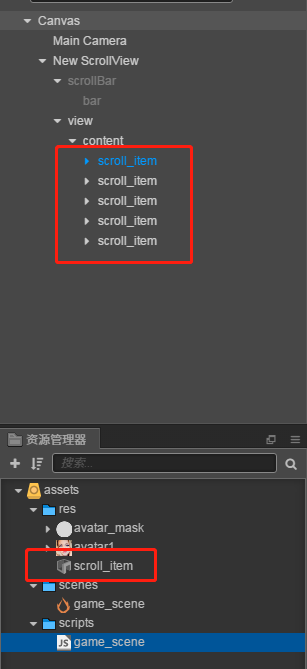 Canvas
Main Camera
New ScrollView
scrollBar
bar
view
content
scroll_item
scroll_item
scroll_item
scroll_item
scroll_item
资源管理器
搜索...
assets
res
avatar_mask
avatar1
scroll_item
scenes
game_scene
scripts
JS game_scene